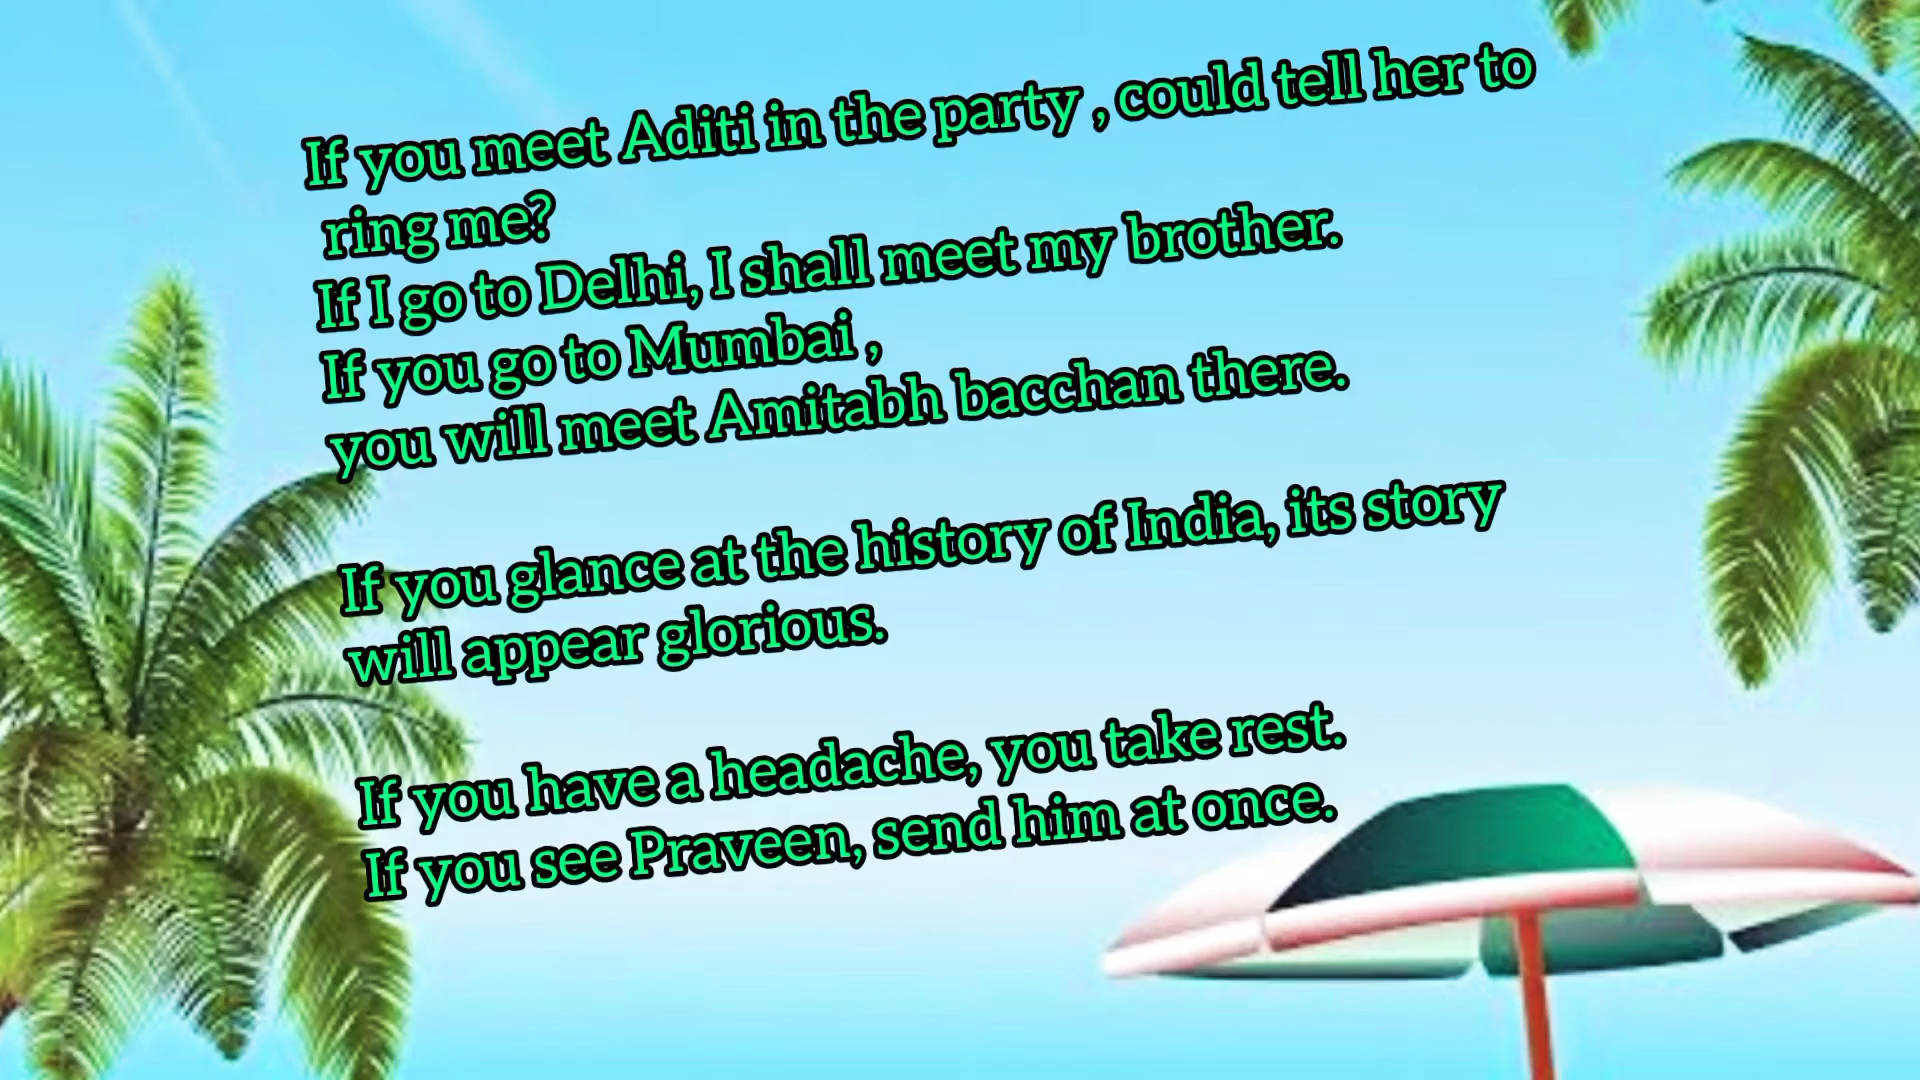 If you meet Aditi in the party , could tell her to
ring me?
If I go to Delhi, I shall meet my brother.
If you go to Mumbai ,
you will meet Amitabh bacchan there.
If you glance at the history of India, its story
will appear glorious.
If you have a headache, you take rest.
If you see Praveen, send him at once.